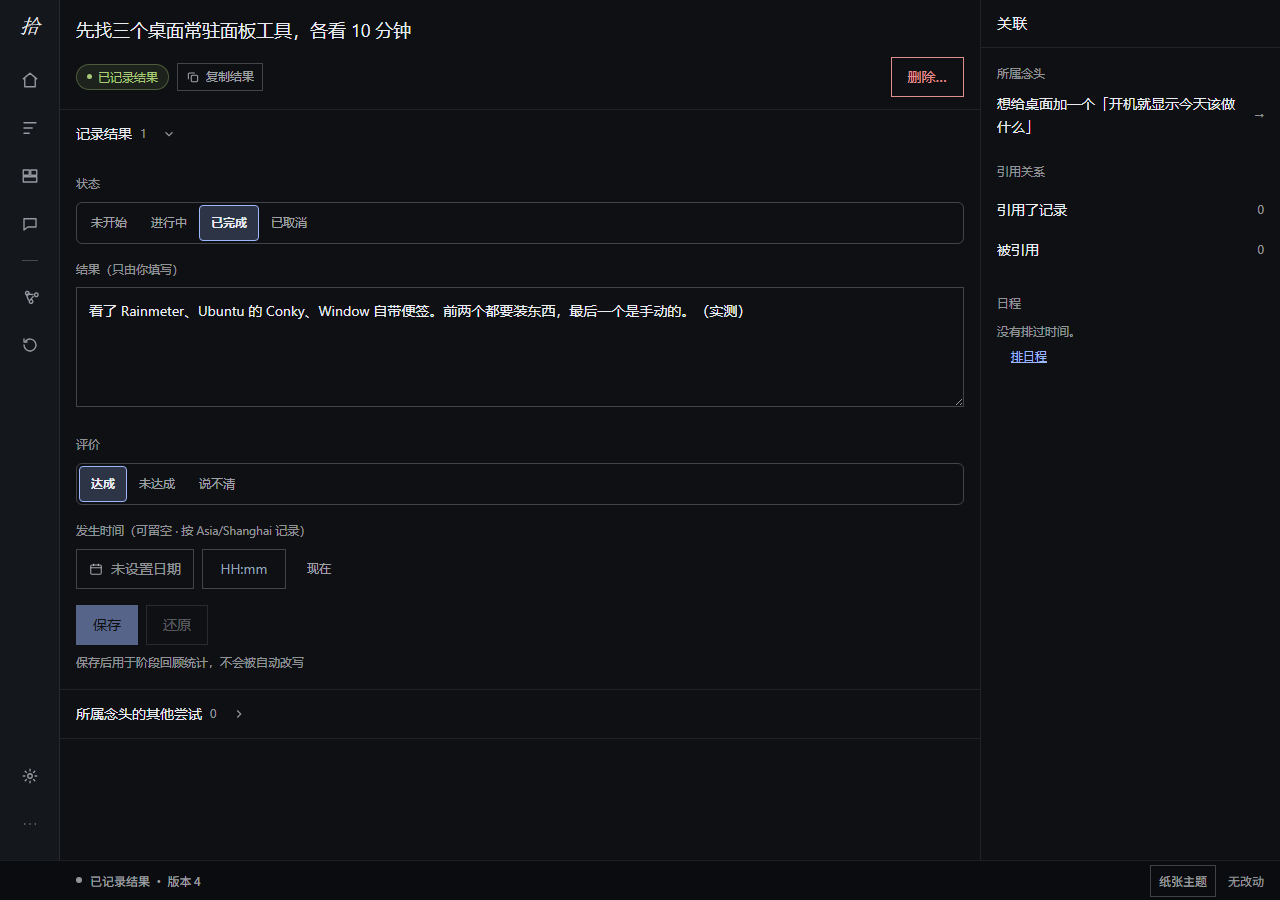 拾
先找三个桌面常驻面板工具，各看 10 分钟
已记录结果
复制结果
删除...
记录结果 1
状态
未开始 进行中 已完成 已取消
结果（只由你填写）
看了 Rainmeter、Ubuntu 的 Conky、Window 自带便签。前两个都要装东西，最后一个是手动的。（实测）
评价
达成 未达成 说不清
发生时间（可留空 · 按 Asia/Shanghai 记录）
未设置日期 HH:mm 现在
保存 还原
保存后用于阶段回顾统计，不会被自动改写
所属念头的其他尝试 0
关联
所属念头
想给桌面加一个「开机就显示今天该做
什么」 →
引用关系
引用了记录 0
被引用 0
日程
没有排过时间。
排日程
已记录结果 · 版本 4
纸张主题 无改动